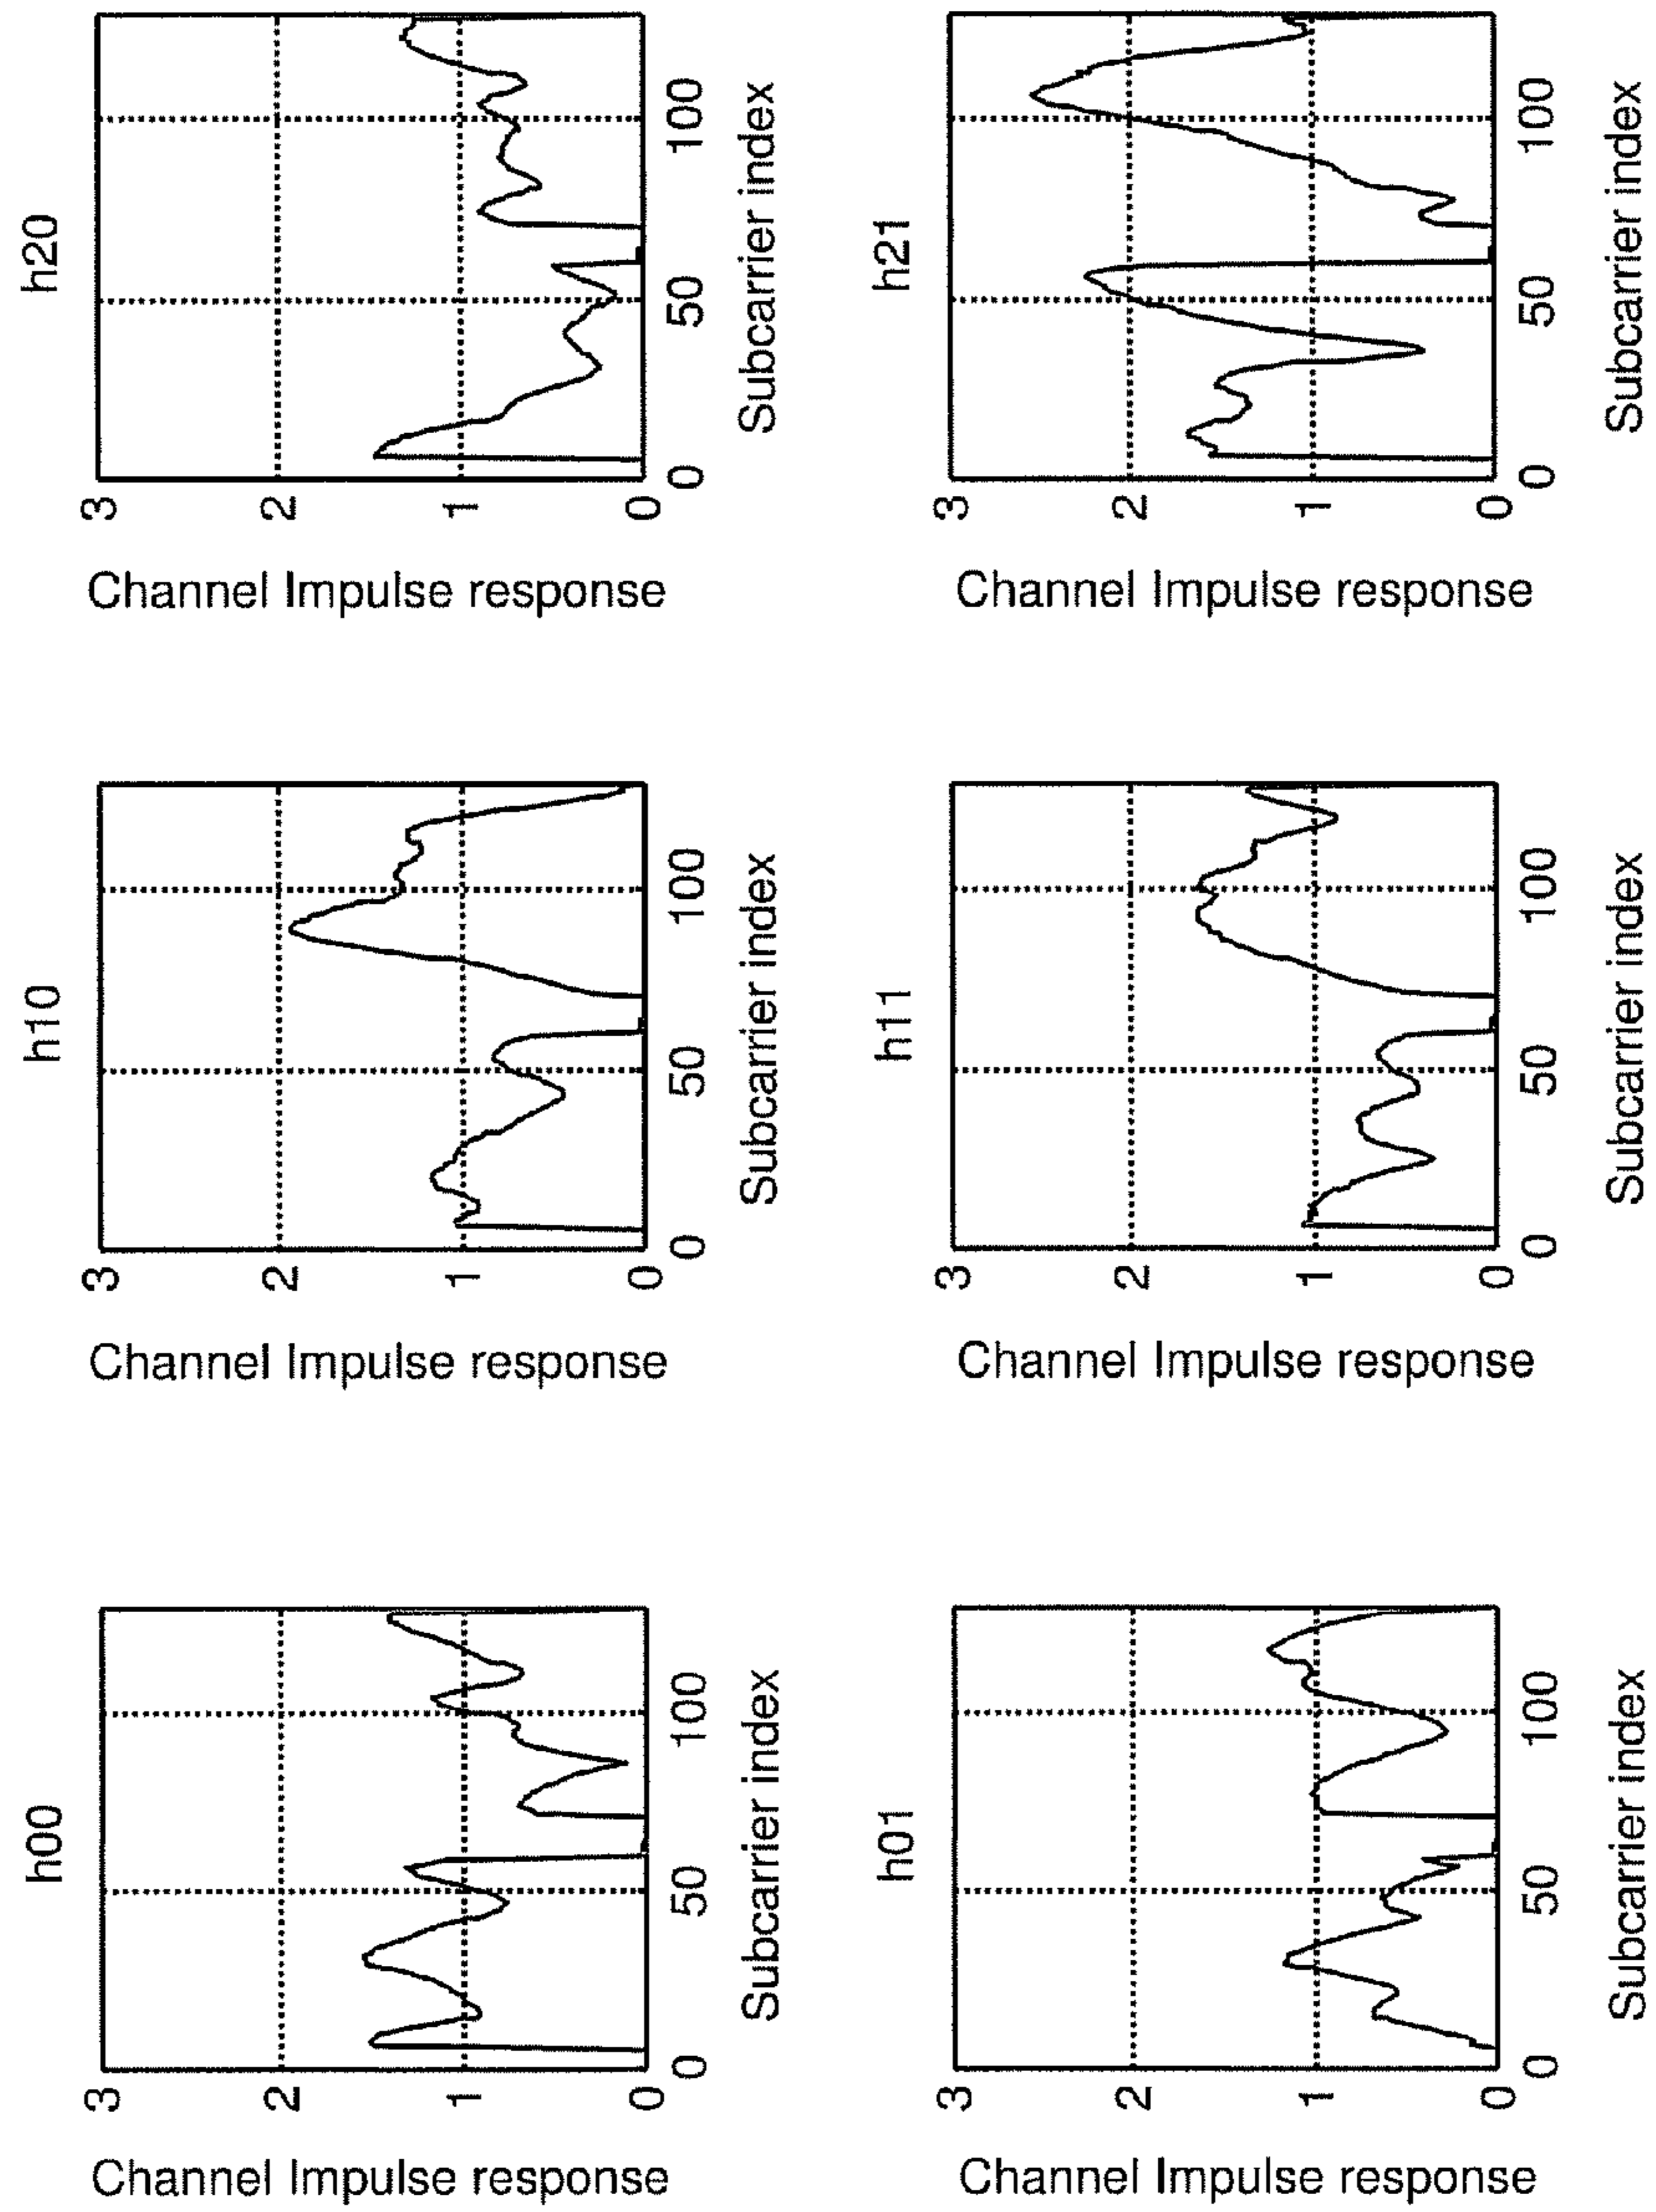 h00
Channel Impulse response
3
2
1
0
0 50 100
Subcarrier index
h10
Channel Impulse response
3
2
1
0
0 50 100
Subcarrier index
h20
Channel Impulse response
3
2
1
0
0 50 100
Subcarrier index
h01
Channel Impulse response
3
2
1
0
0 50 100
Subcarrier index
h11
Channel Impulse response
3
2
1
0
0 50 100
Subcarrier index
h21
Channel Impulse response
3
2
1
0
0 50 100
Subcarrier index